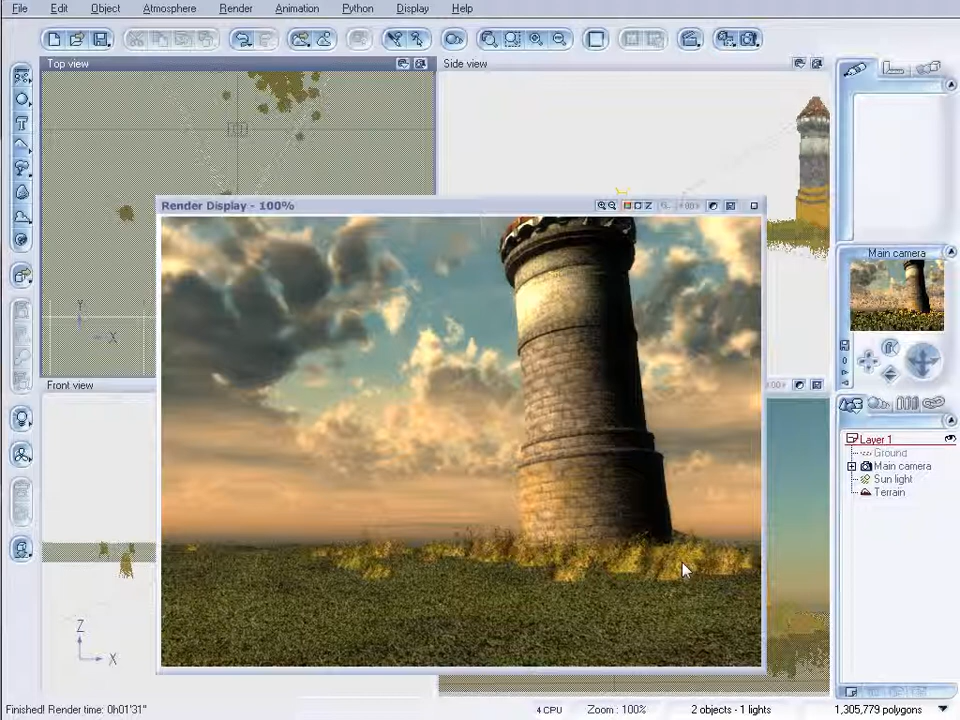 File Edit Object Atmosphere Render Animation Python Display Help
Top view
Side view
Render Display - 100%
Main camera
Y
X
Front view
Layer 1
Ground
Main camera
Sun light
Terrain
Z
X
Finished! Render time: 0h01'31" 4 CPU Zoom : 100% 2 objects - 1 lights 1,305,779 polygons